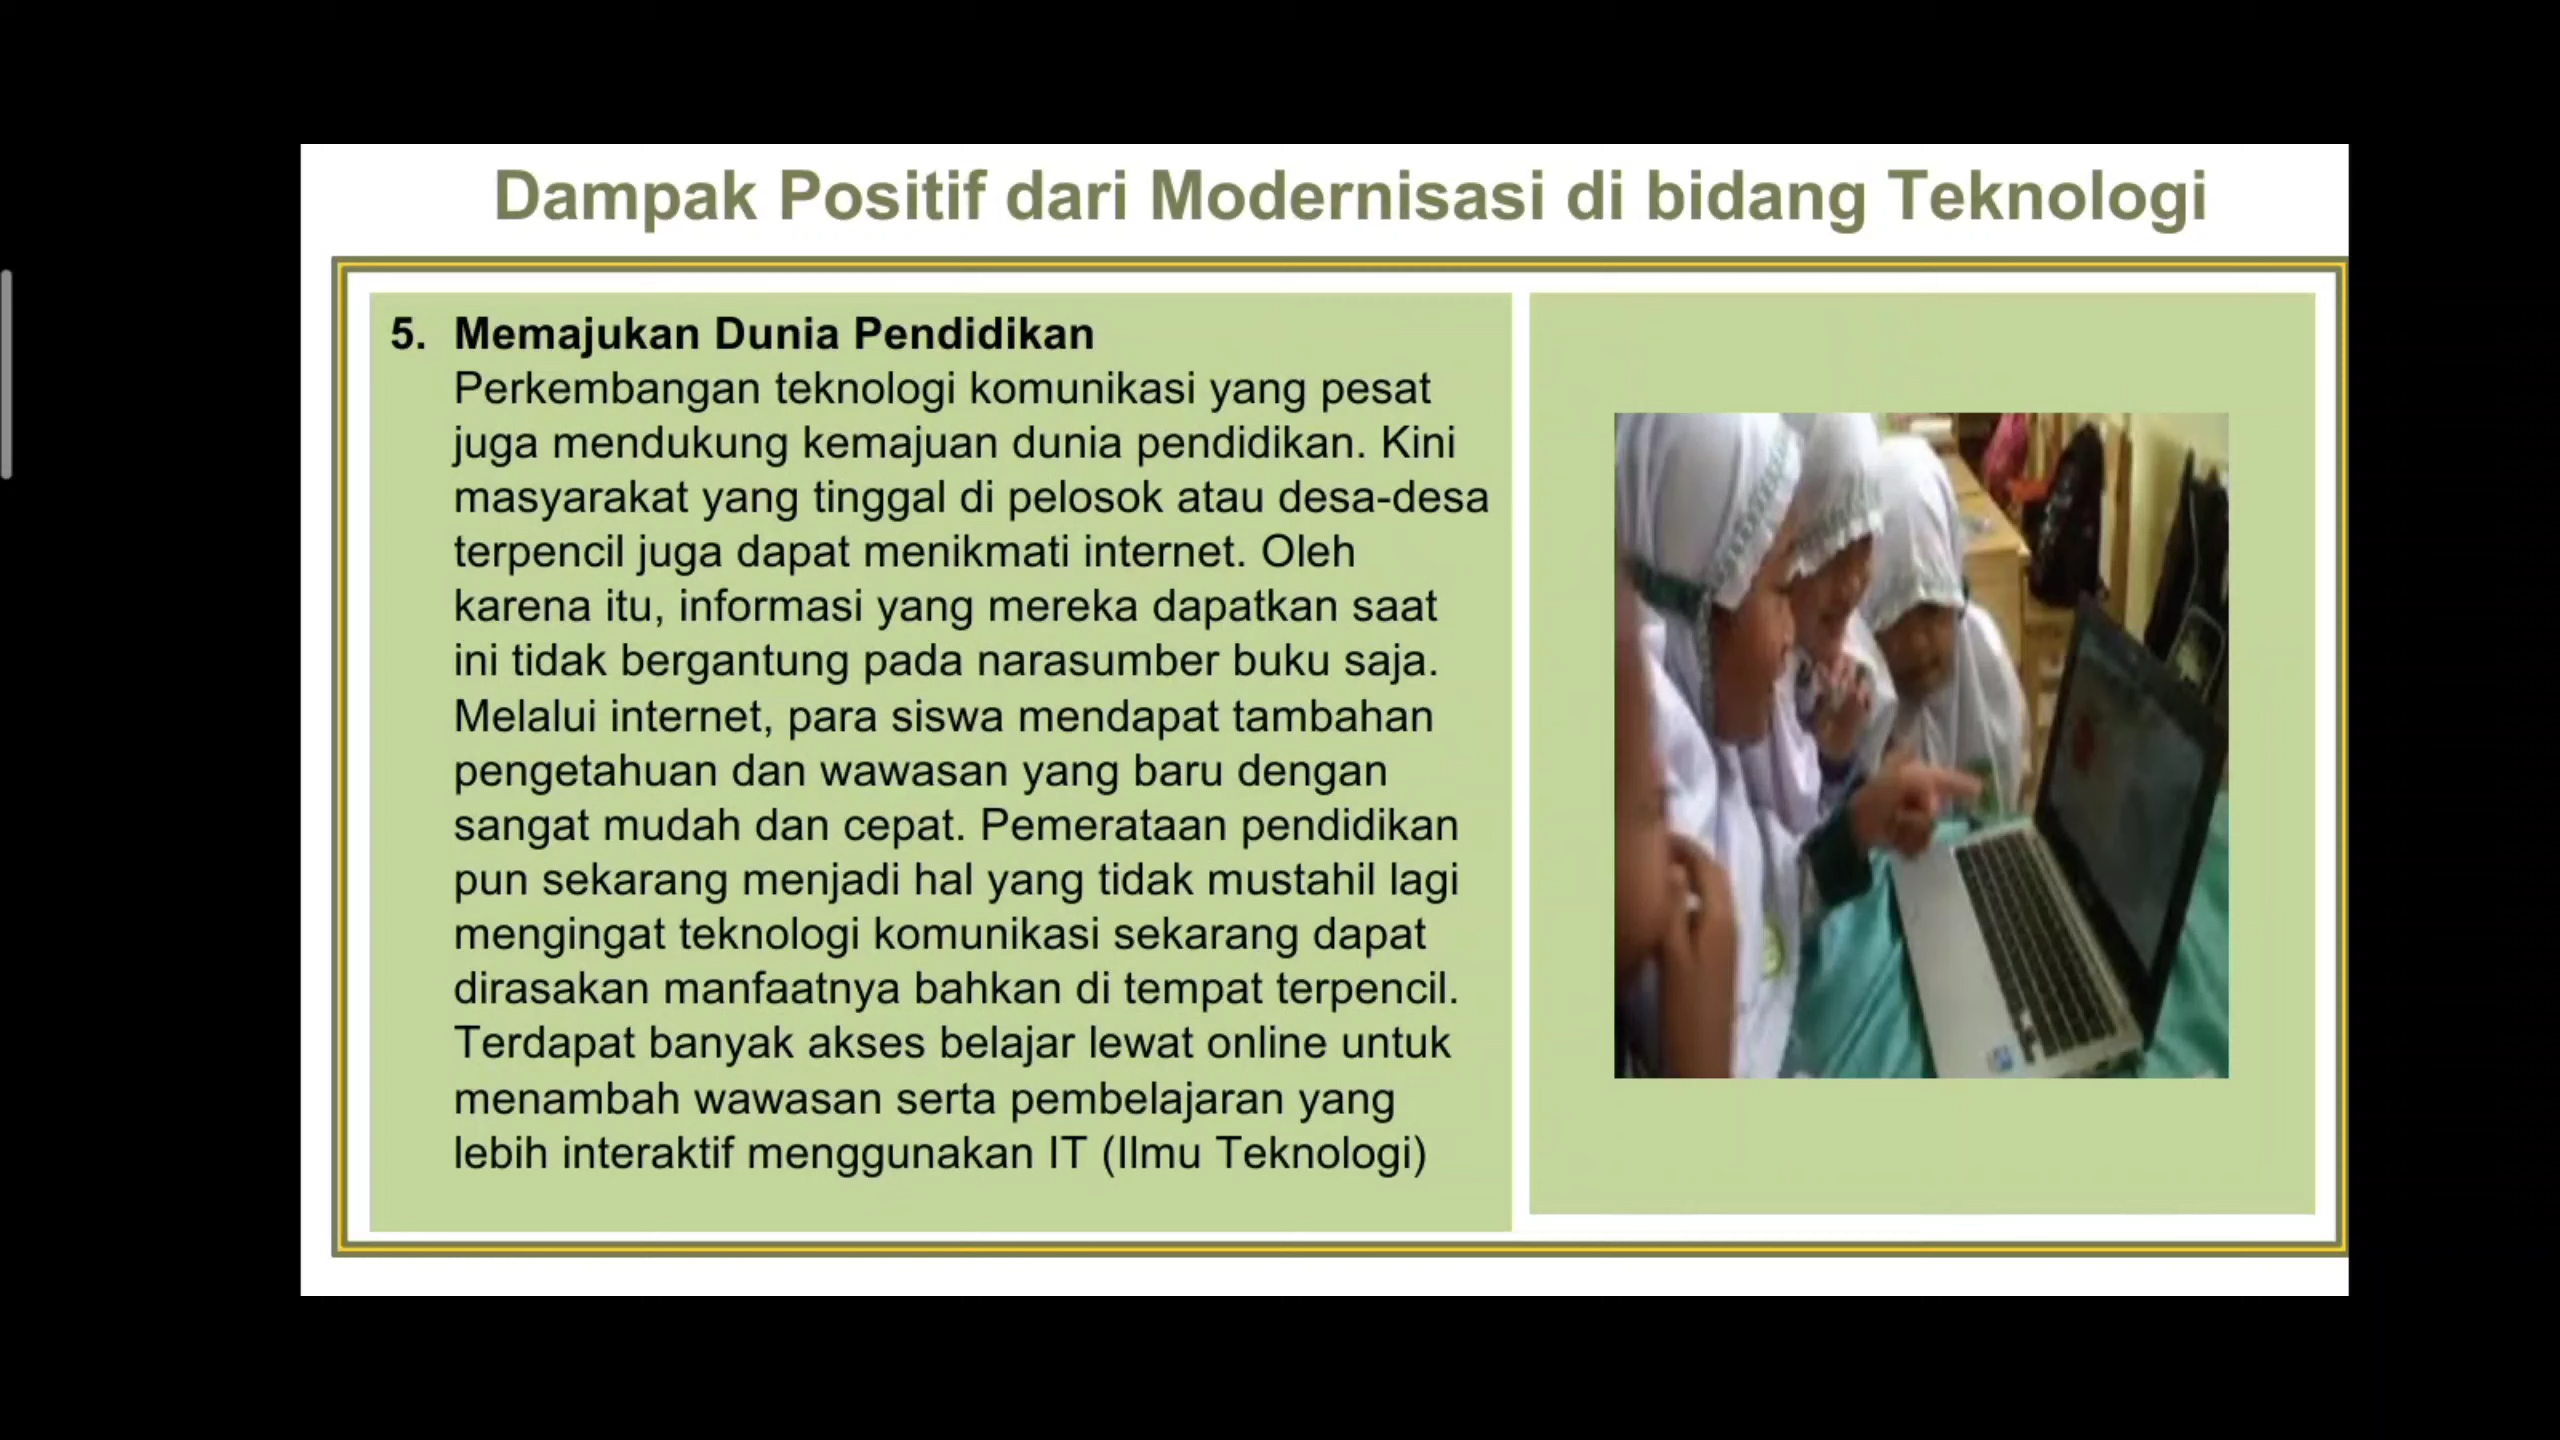 Dampak Positif dari Modernisasi di bidang Teknologi
5. Memajukan Dunia Pendidikan
Perkembangan teknologi komunikasi yang pesat
juga mendukung kemajuan dunia pendidikan. Kini
masyarakat yang tinggal di pelosok atau desa-desa
terpencil juga dapat menikmati internet. Oleh
karena itu, informasi yang mereka dapatkan saat
ini tidak bergantung pada narasumber buku saja.
Melalui internet, para siswa mendapat tambahan
pengetahuan dan wawasan yang baru dengan
sangat mudah dan cepat. Pemerataan pendidikan
pun sekarang menjadi hal yang tidak mustahil lagi
mengingat teknologi komunikasi sekarang dapat
dirasakan manfaatnya bahkan di tempat terpencil.
Terdapat banyak akses belajar lewat online untuk
menambah wawasan serta pembelajaran yang
lebih interaktif menggunakan IT (Ilmu Teknologi)